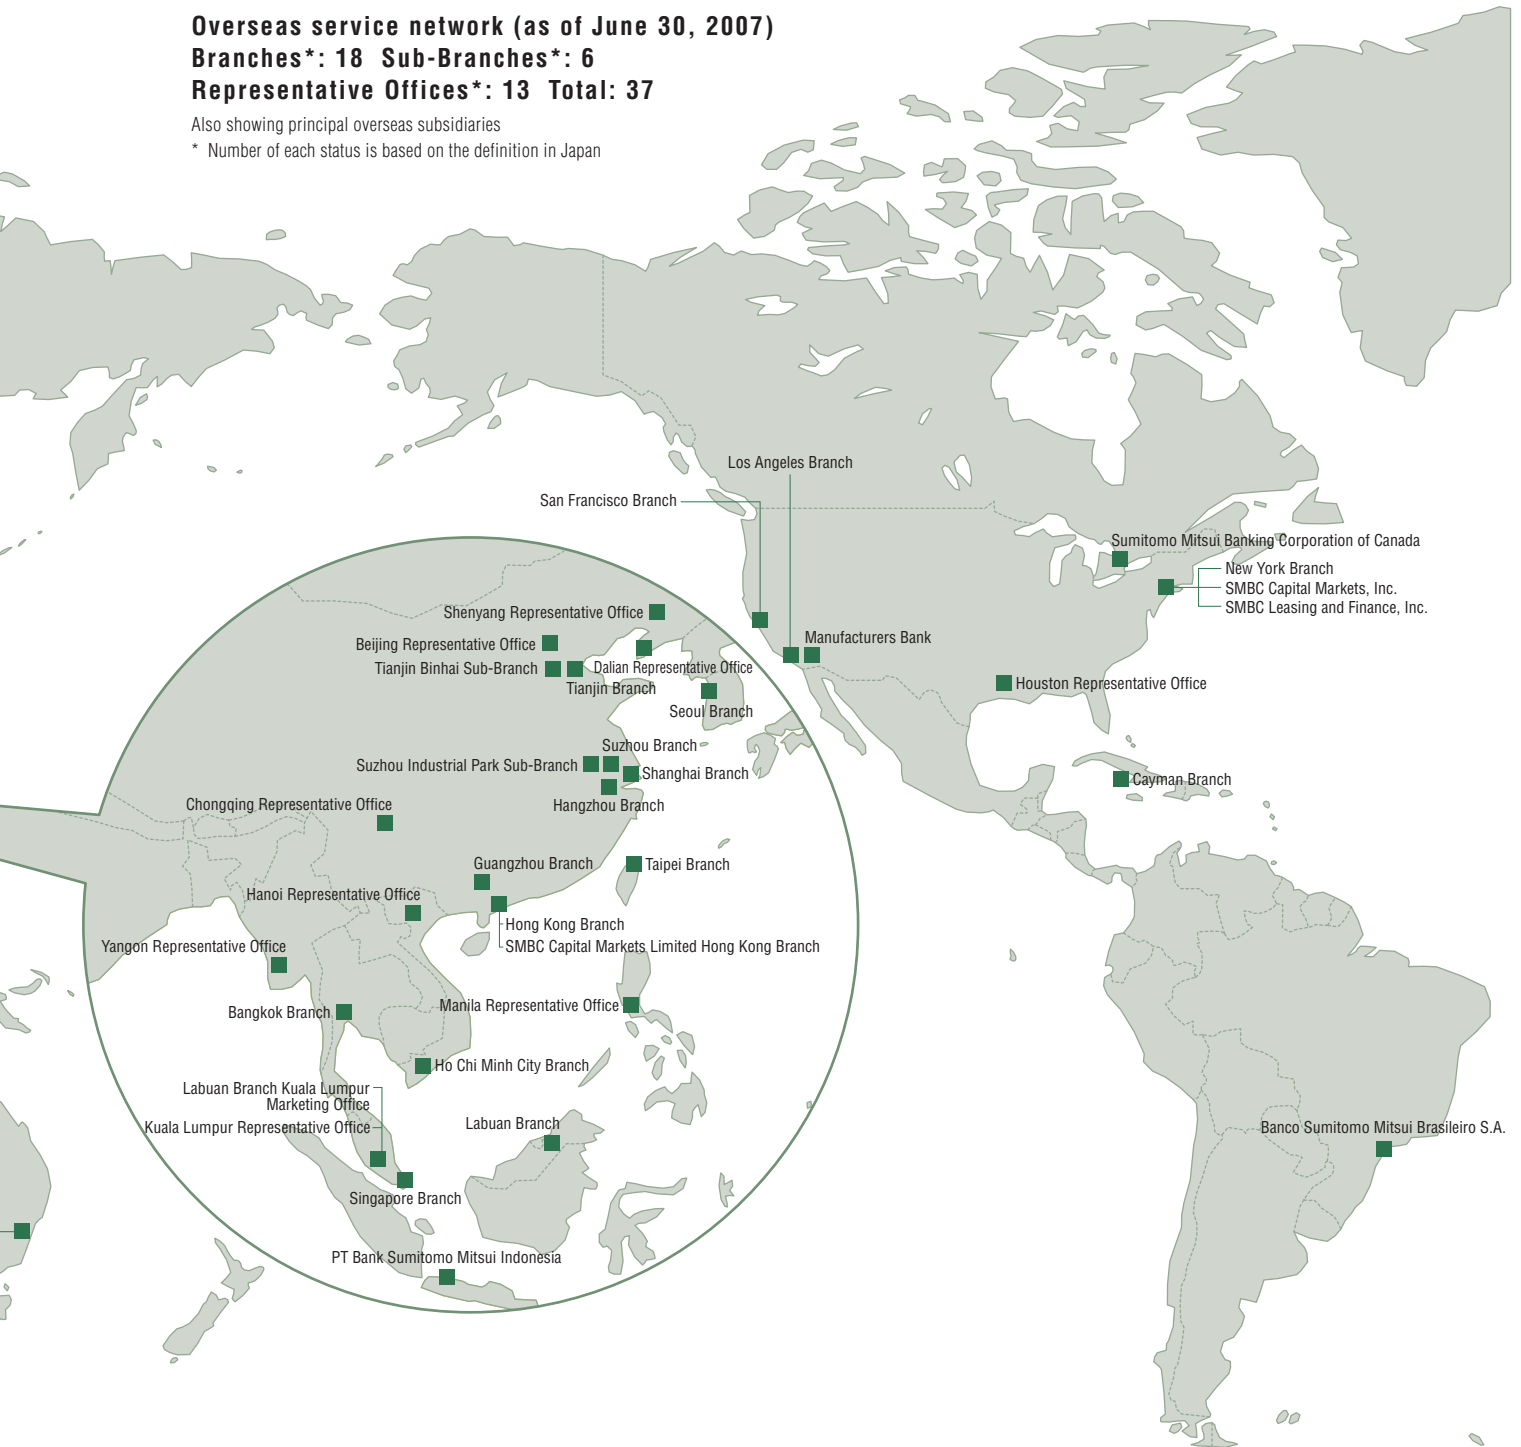 Overseas service network (as of June 30, 2007)
Branches*: 18  Sub-Branches*: 6
Representative Offices*: 13  Total: 37
Also showing principal overseas subsidiaries
* Number of each status is based on the definition in Japan
Los Angeles Branch
San Francisco Branch
Sumitomo Mitsui Banking Corporation of Canada
New York Branch
SMBC Capital Markets, Inc.
SMBC Leasing and Finance, Inc.
Manufacturers Bank
Houston Representative Office
Cayman Branch
Banco Sumitomo Mitsui Brasileiro S.A.
Shenyang Representative Office
Beijing Representative Office
Tianjin Binhai Sub-Branch
Dalian Representative Office
Tianjin Branch
Seoul Branch
Suzhou Branch
Suzhou Industrial Park Sub-Branch
Shanghai Branch
Hangzhou Branch
Chongqing Representative Office
Guangzhou Branch
Taipei Branch
Hanoi Representative Office
Hong Kong Branch
SMBC Capital Markets Limited Hong Kong Branch
Yangon Representative Office
Manila Representative Office
Bangkok Branch
Ho Chi Minh City Branch
Labuan Branch Kuala Lumpur
Marketing Office
Kuala Lumpur Representative Office
Labuan Branch
Singapore Branch
PT Bank Sumitomo Mitsui Indonesia